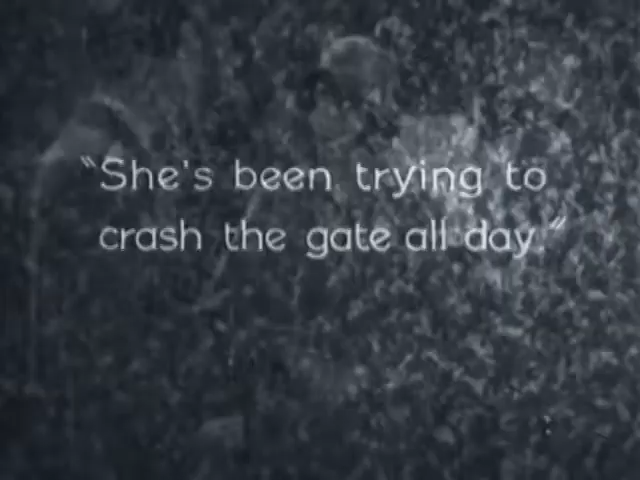 “She's been trying to
crash the gate all day.”